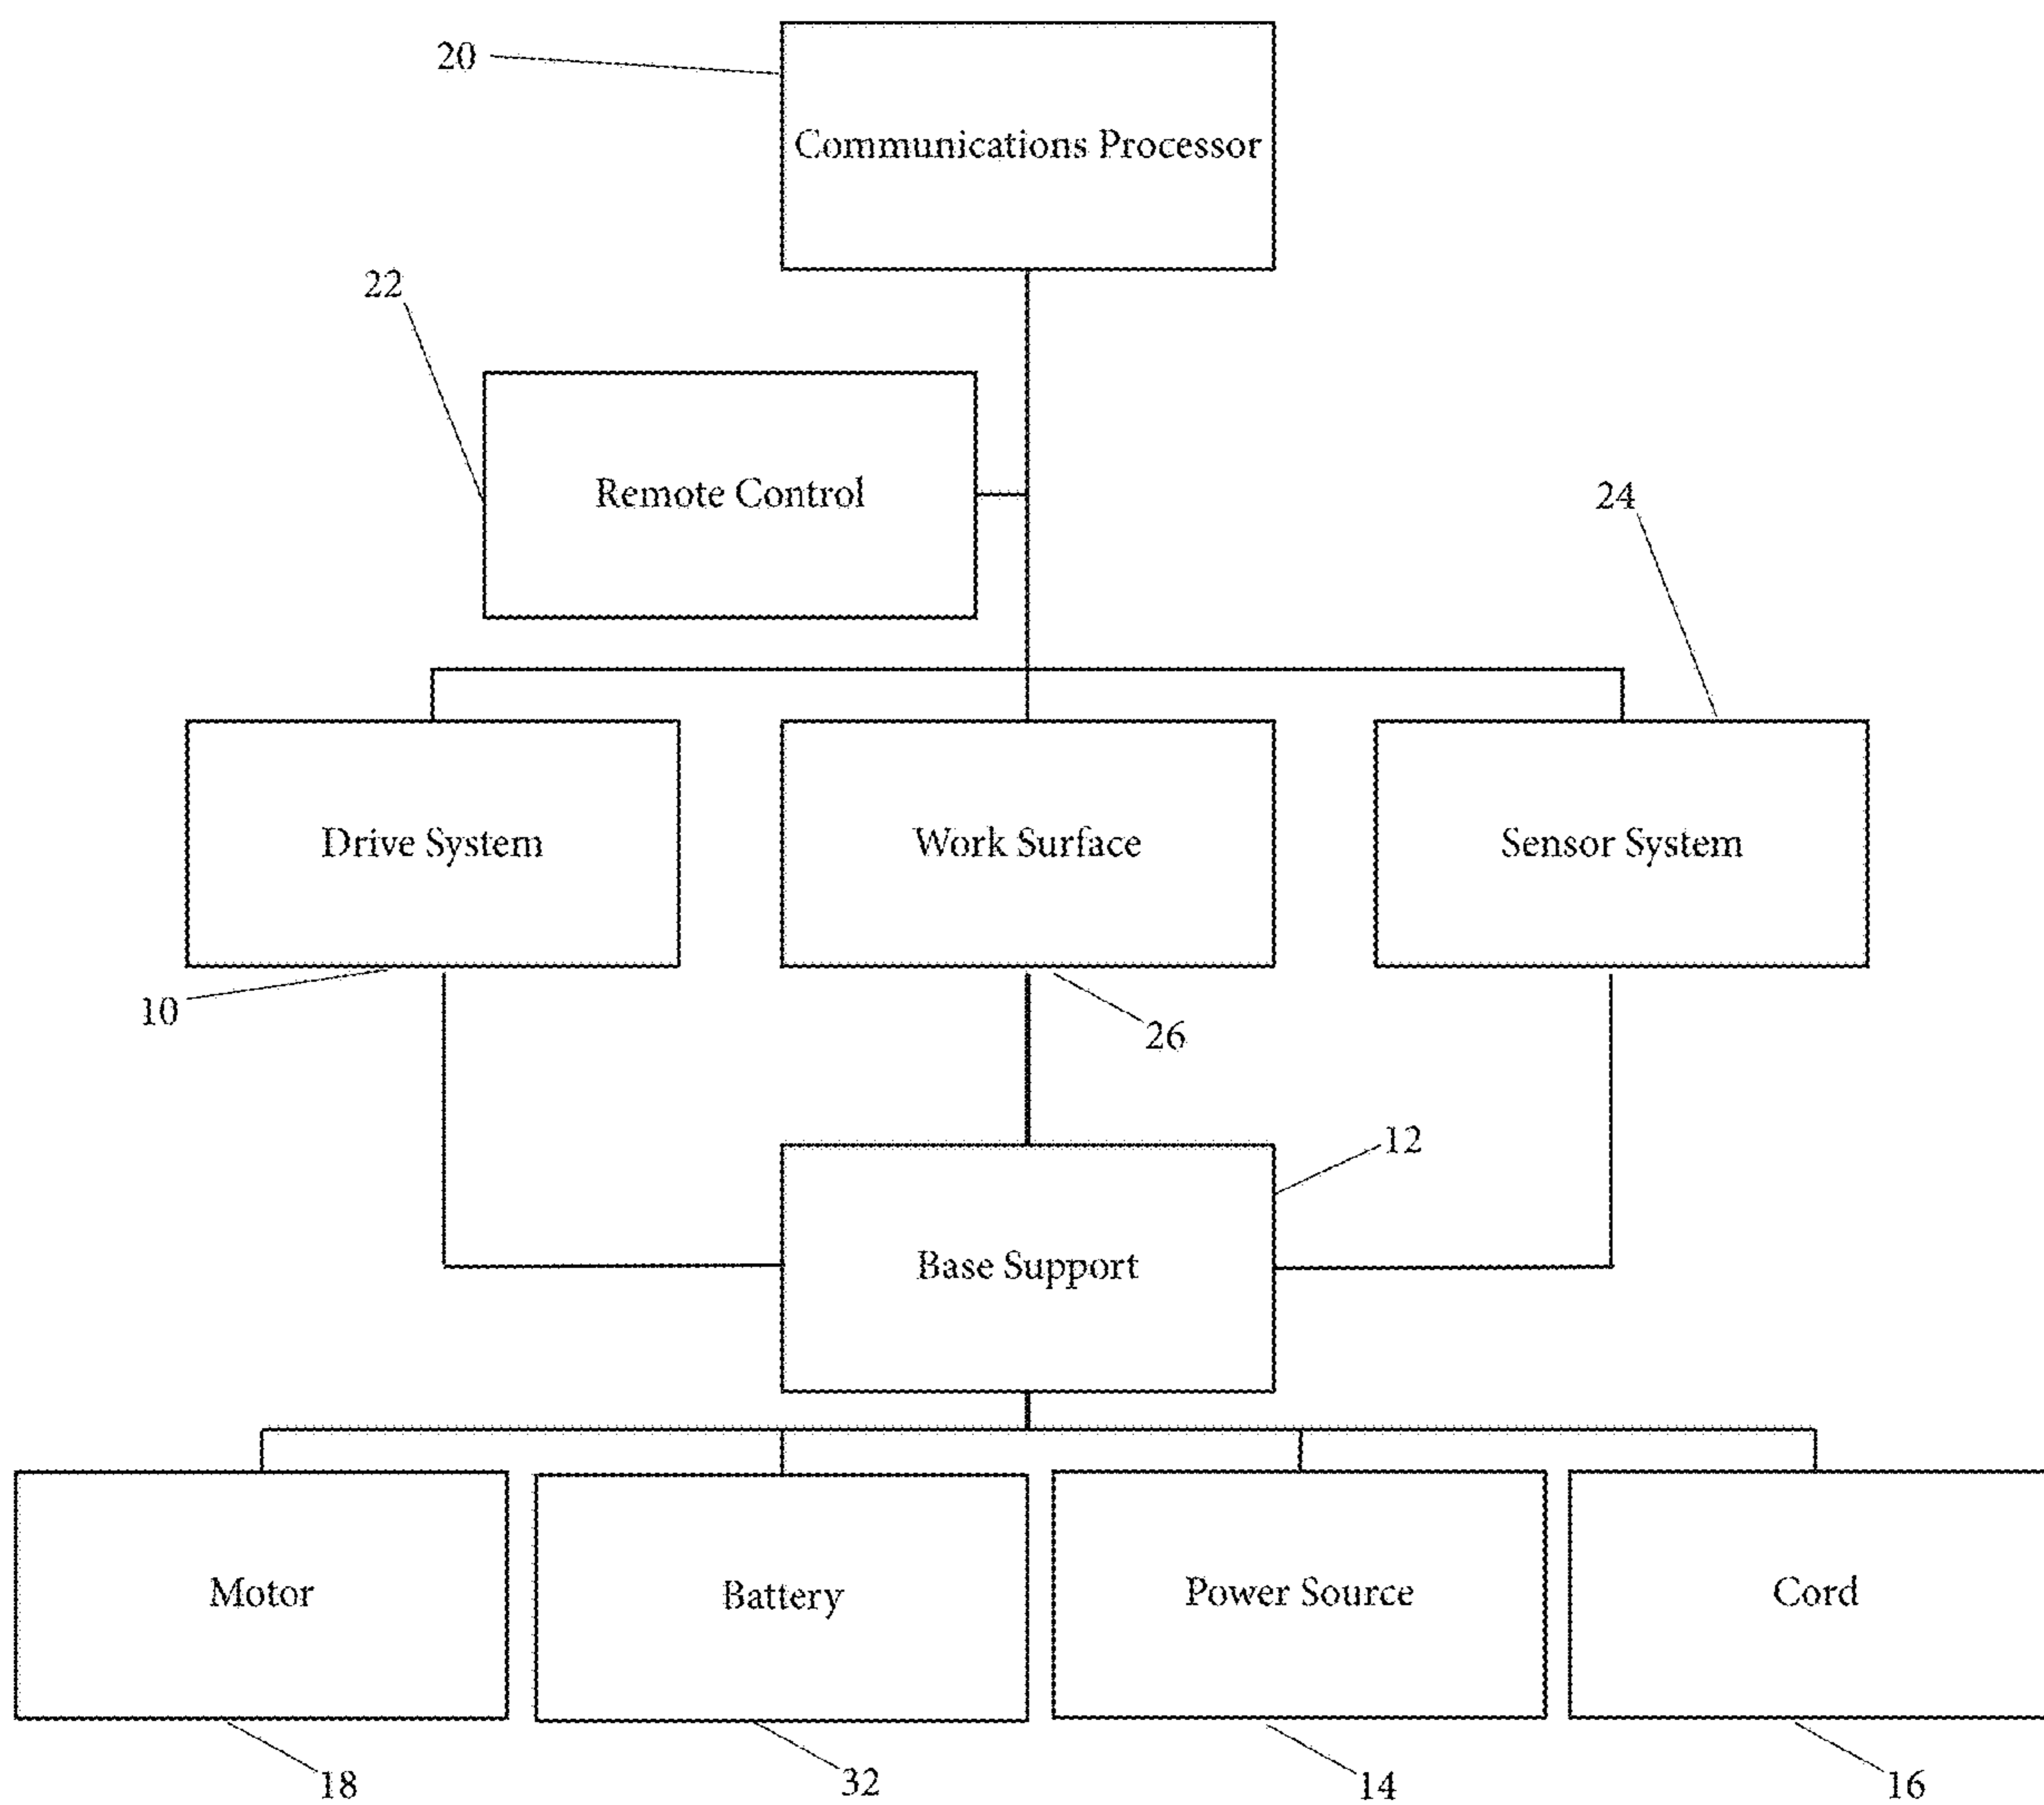 20
Communications Processor
22
Remote Control
24
Drive System
Work Surface
Sensor System
10
26
12
Base Support
Motor
Battery
Power Source
Cord
18
32
14
16